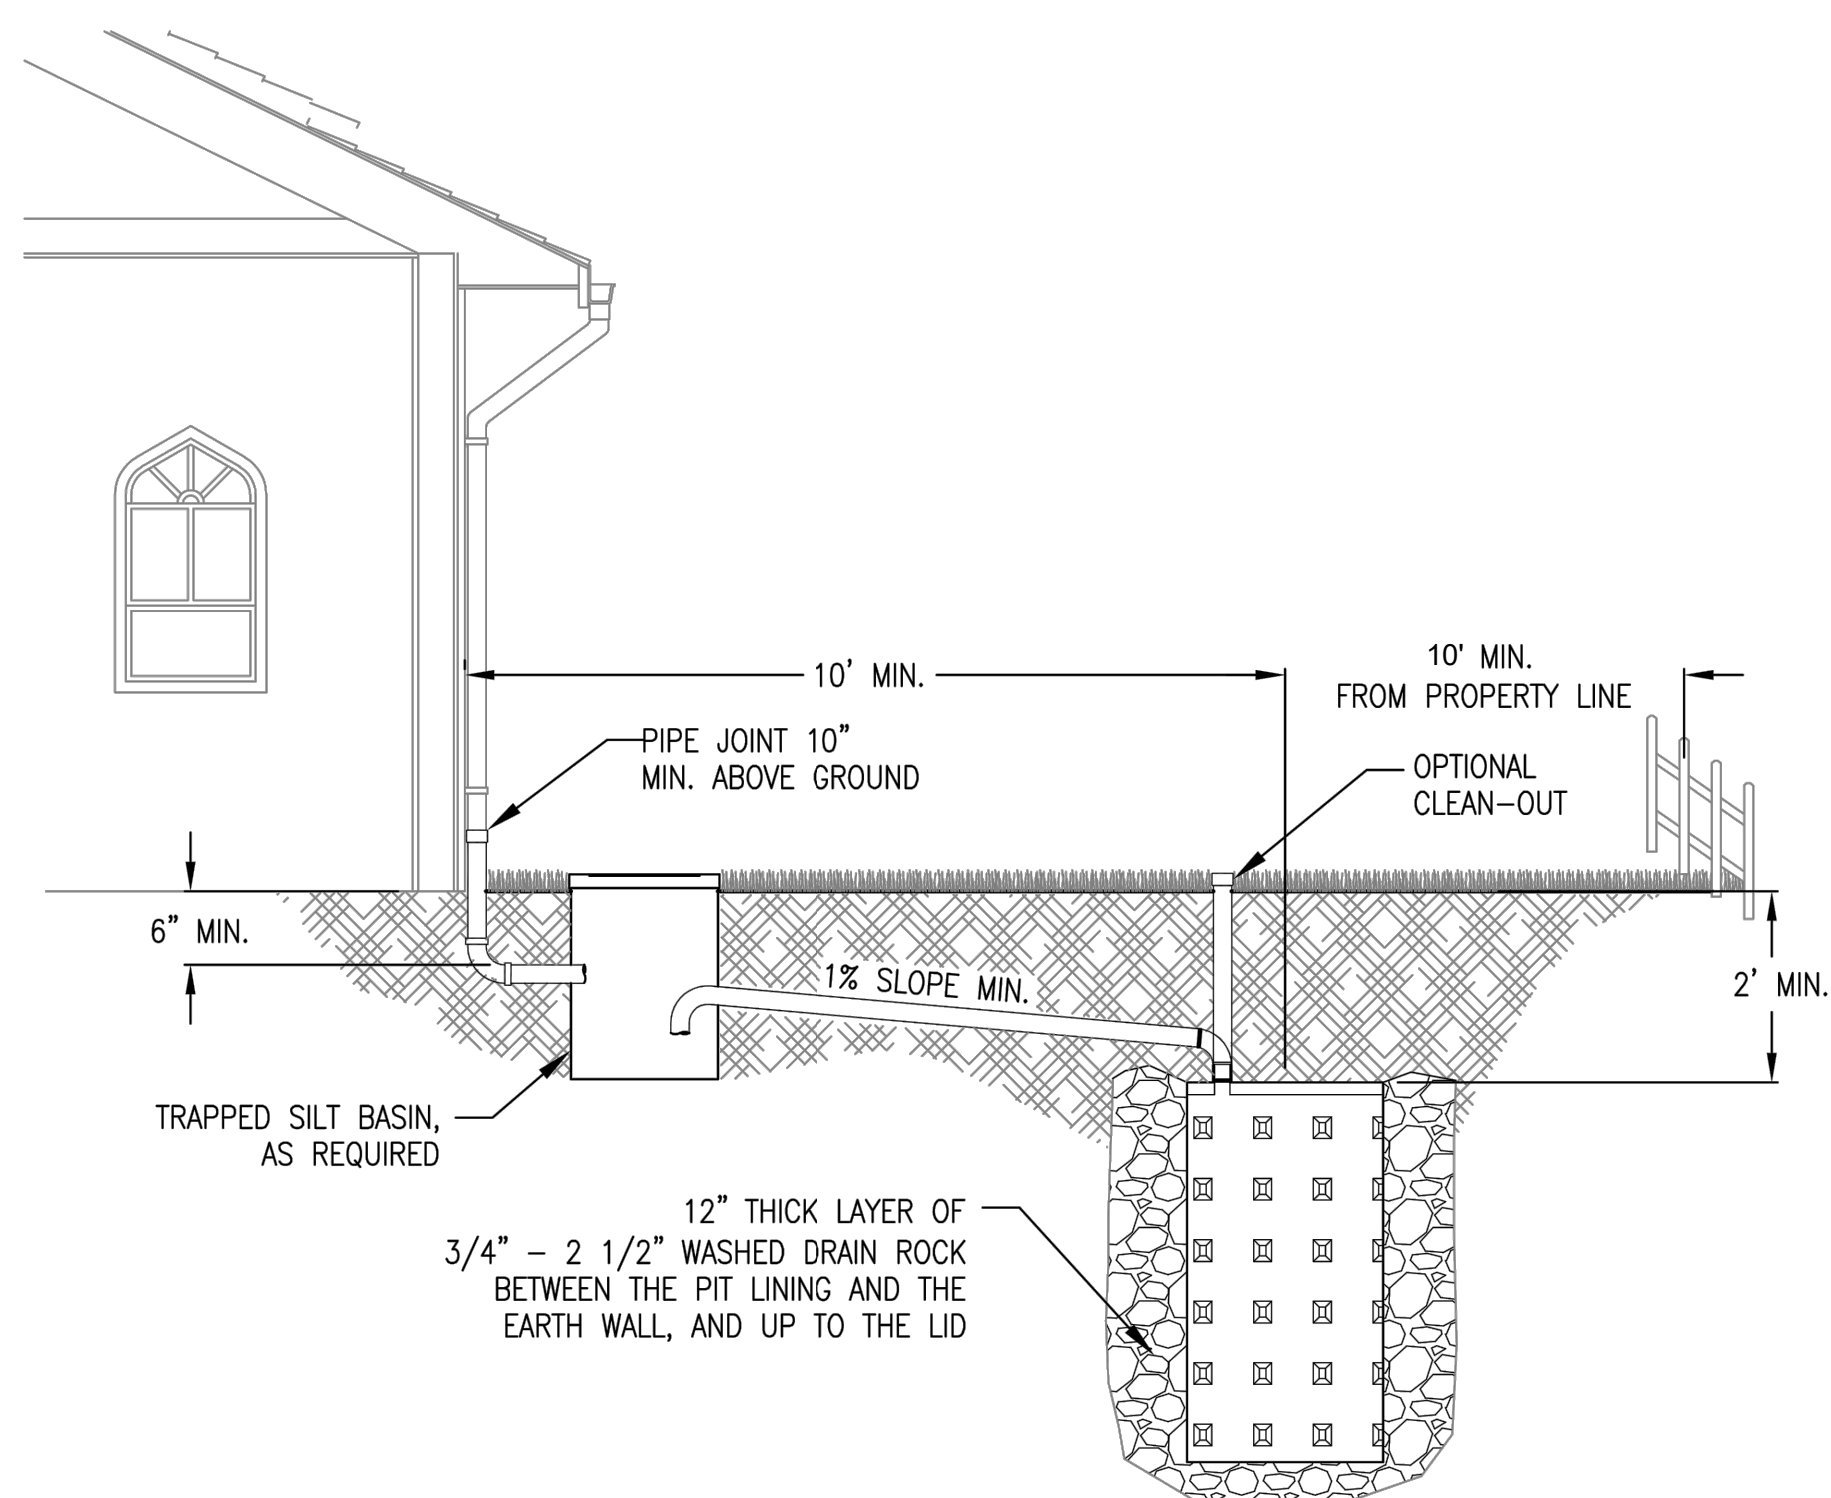 10' MIN.
10' MIN.
FROM PROPERTY LINE
PIPE JOINT 10”
MIN. ABOVE GROUND
OPTIONAL
CLEAN–OUT
6” MIN.
1% SLOPE MIN.
2’ MIN.
TRAPPED SILT BASIN,
AS REQUIRED
12” THICK LAYER OF
3/4” – 2 1/2” WASHED DRAIN ROCK
BETWEEN THE PIT LINING AND THE
EARTH WALL, AND UP TO THE LID